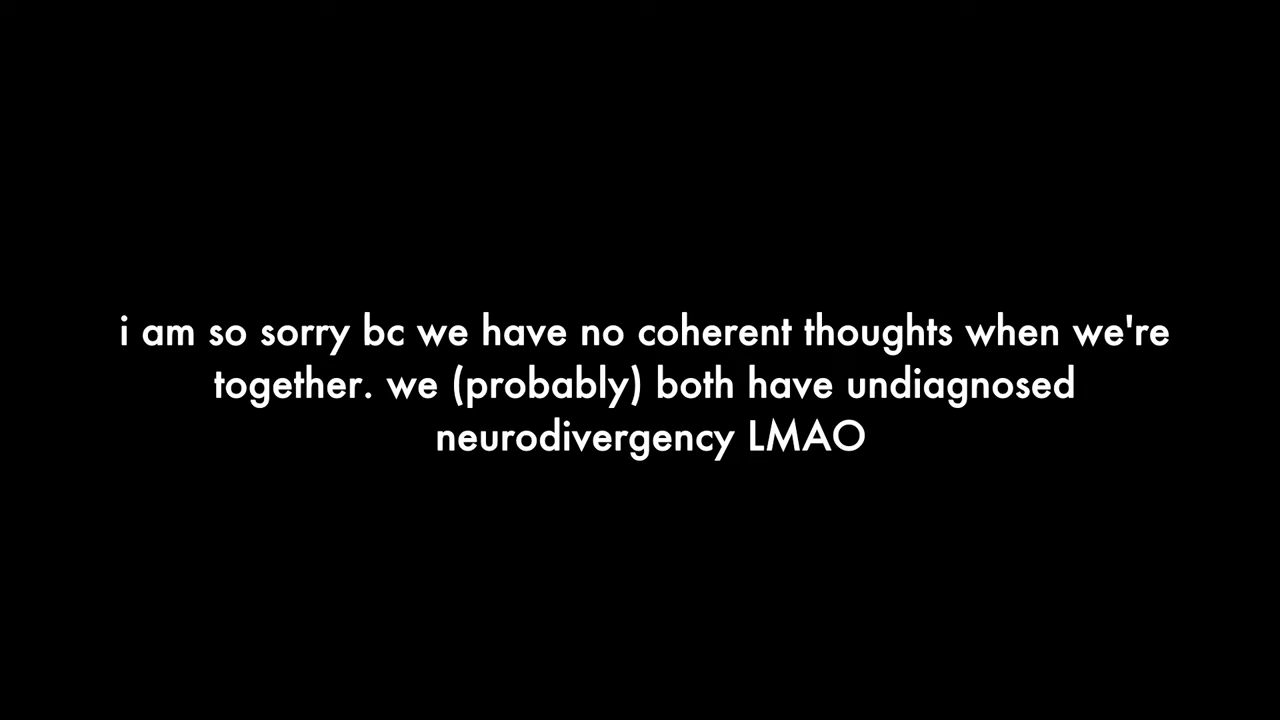 i am so sorry bc we have no coherent thoughts when we're
together. we (probably) both have undiagnosed
neurodivergency LMAO